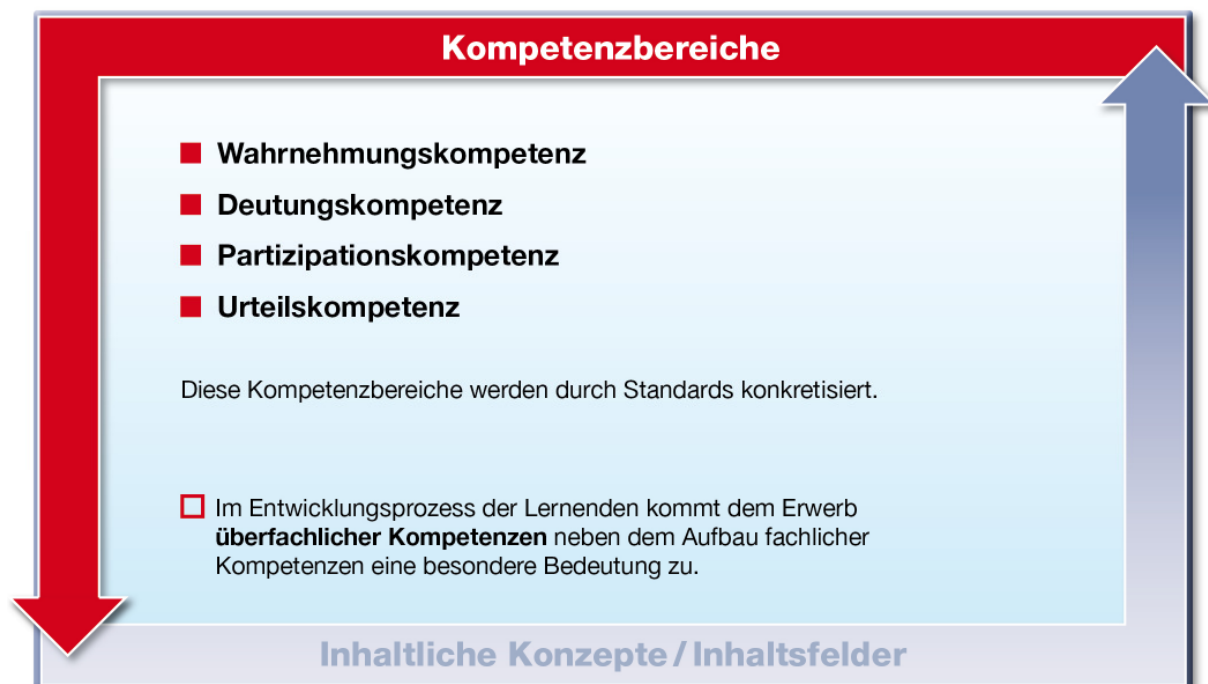 Kompetenzbereiche
Wahrnehmungskompetenz
Deutungskompetenz
Partizipationskompetenz
Urteilskompetenz
Diese Kompetenzbereiche werden durch Standards konkretisiert.
Im Entwicklungsprozess der Lernenden kommt dem Erwerb
überfachlicher Kompetenzen neben dem Aufbau fachlicher
Kompetenzen eine besondere Bedeutung zu.
Inhaltliche Konzepte / Inhaltsfelder